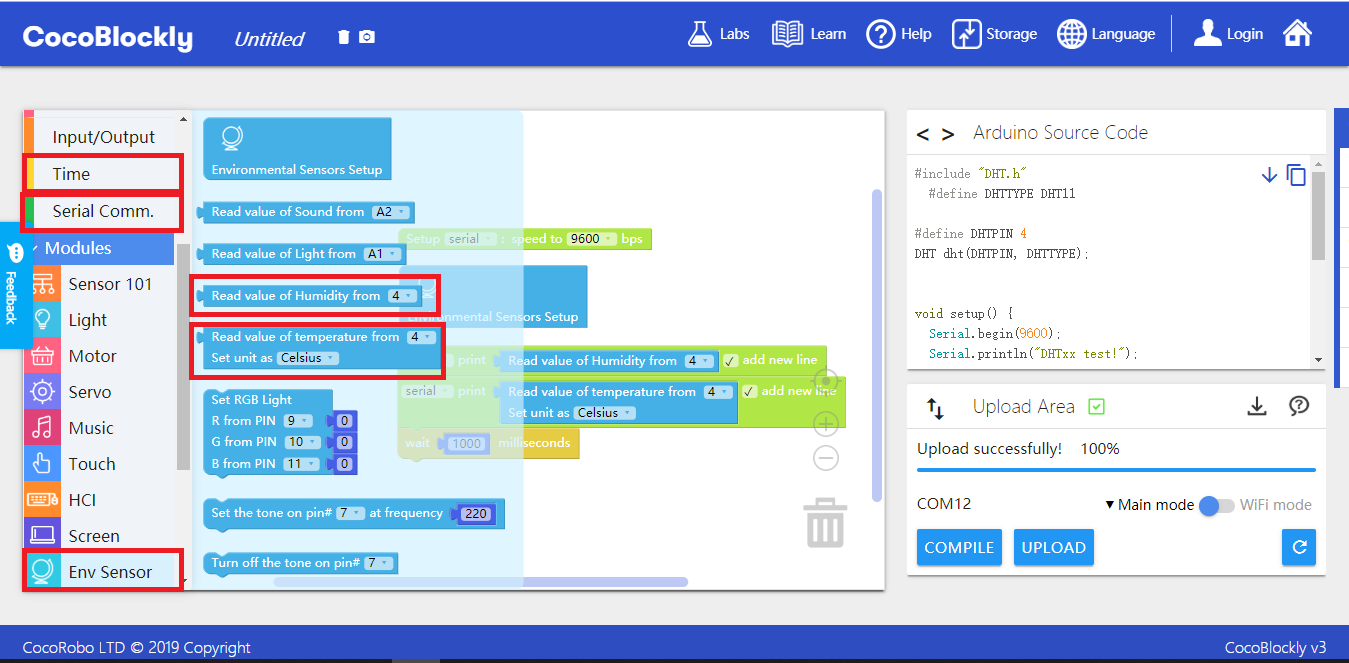 CocoBlockly
Untitled
Labs
Learn
Help
Storage
Language
Login
Input/Output
Time
Serial Comm.
Modules
Sensor 101
Light
Motor
Servo
Music
Touch
HCI
Screen
Env Sensor
Feedback
Environmental Sensors Setup
Read value of Sound from A2
Read value of Light from A1
Read value of Humidity from 4
Read value of temperature from 4
Set unit as Celsius
Set RGB Light
R from PIN 9 0
G from PIN 10 0
B from PIN 11 0
Set the tone on pin# 7 at frequency 220
Turn off the tone on pin# 7
Setup serial : speed to 9600 bps
Environmental Sensors Setup
print Read value of Humidity from 4 ✓ add new line
serial print Read value of temperature from 4 ✓ add new line
Set unit as Celsius
wait 1000 milliseconds
< > Arduino Source Code
#include "DHT.h"
#define DHTTYPE DHT11
#define DHTPIN 4
DHT dht(DHTPIN, DHTTYPE);
void setup() {
Serial.begin(9600);
Serial.println("DHTxx test!");
Upload Area
Upload successfully! 100%
COM12
Main mode
WiFi mode
COMPILE
UPLOAD
CocoRobo LTD © 2019 Copyright
CocoBlockly v3